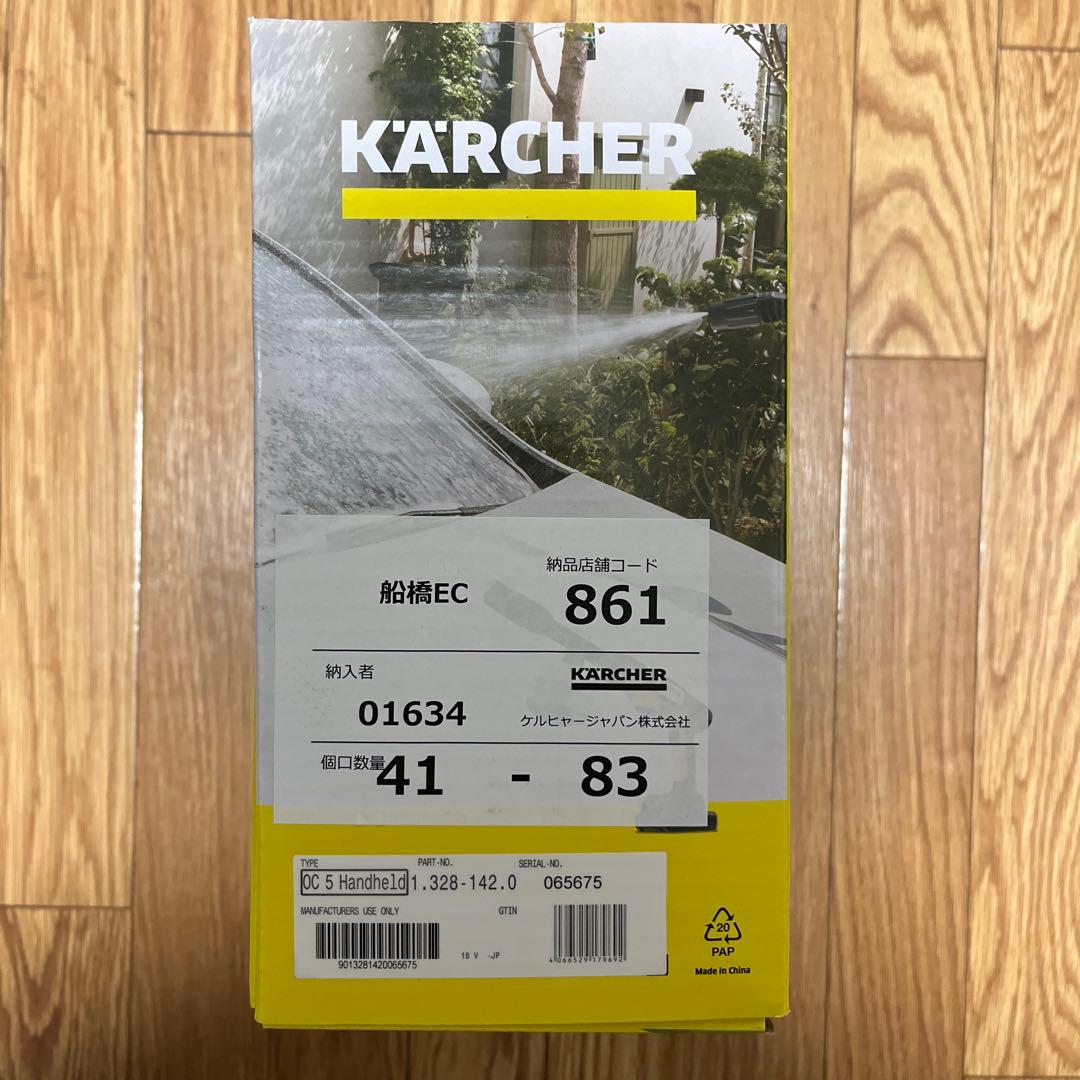 KÄRCHER
納品店舗コード
船橋EC
861
納入者
KÄRCHER
01634
ケルヒャージャパン株式会社
個口数量
41 - 83
TYPE PART-NO. SERIAL-NO.
OC 5 Handheld 1.328-142.0 065675
MANUFACTURERS USE ONLY GTIN
18 V -JP
9013281420065675
4 066529 179692
20
PAP
Made in China